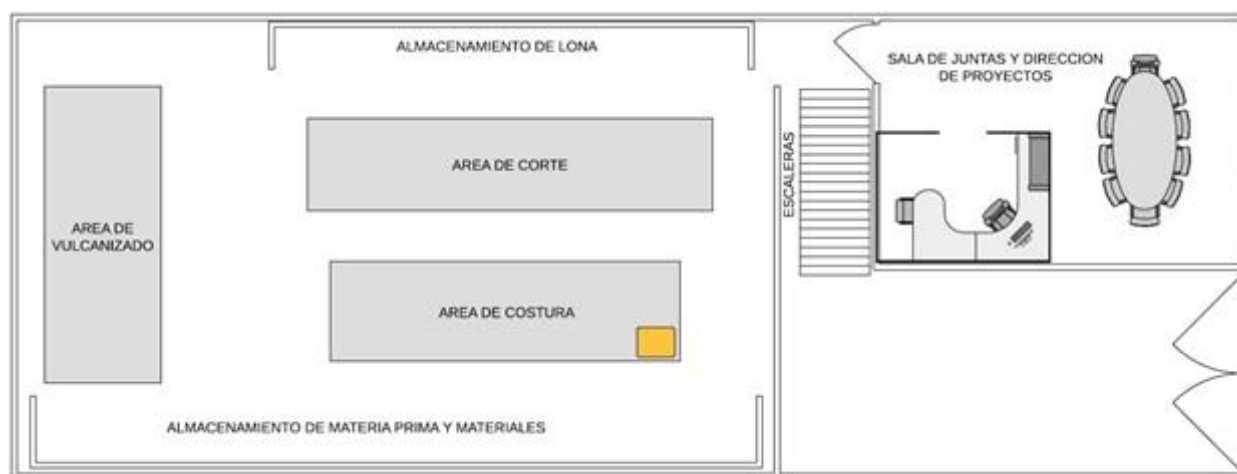 ALMACENAMIENTO DE LONA
SALA DE JUNTAS Y DIRECCION
DE PROYECTOS
ESCALERAS
AREA DE CORTE
AREA DE
VULCANIZADO
AREA DE COSTURA
ALMACENAMIENTO DE MATERIA PRIMA Y MATERIALES